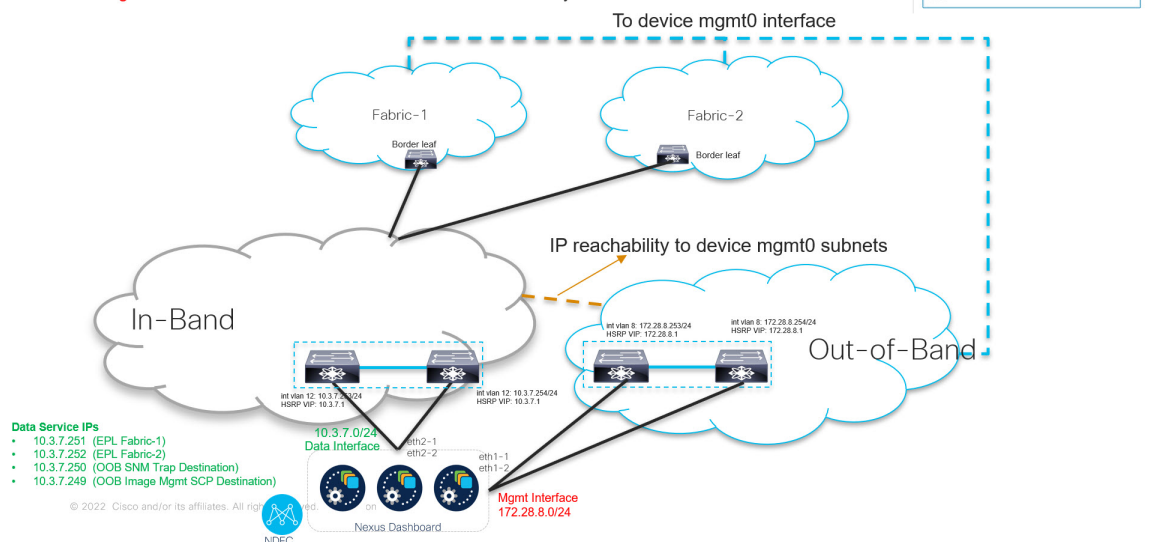 To device mgmt0 interface
Fabric-1
Fabric-2
Border leaf
Border leaf
IP reachability to device mgmt0 subnets
In-Band
int vlan 8: 172.28.8.253/24
HSRP VIP: 172.28.8.1
int vlan 8: 172.28.8.254/24
HSRP VIP: 172.28.8.1
Out-of-Band
int vlan 12: 10.3.7.253/24
HSRP VIP: 10.3.7.1
int vlan 12: 10.3.7.254/24
HSRP VIP: 10.3.7.1
Data Service IPs
• 10.3.7.251 (EPL Fabric-1)
• 10.3.7.252 (EPL Fabric-2)
• 10.3.7.250 (OOB SNM Trap Destination)
• 10.3.7.249 (OOB Image Mgmt SCP Destination)
10.3.7.0/24
Data Interface
eth2-1
eth2-2
eth1-1
eth1-2
Mgmt Interface
172.28.8.0/24
© 2022 Cisco and/or its affiliates. All
Nexus Dashboard